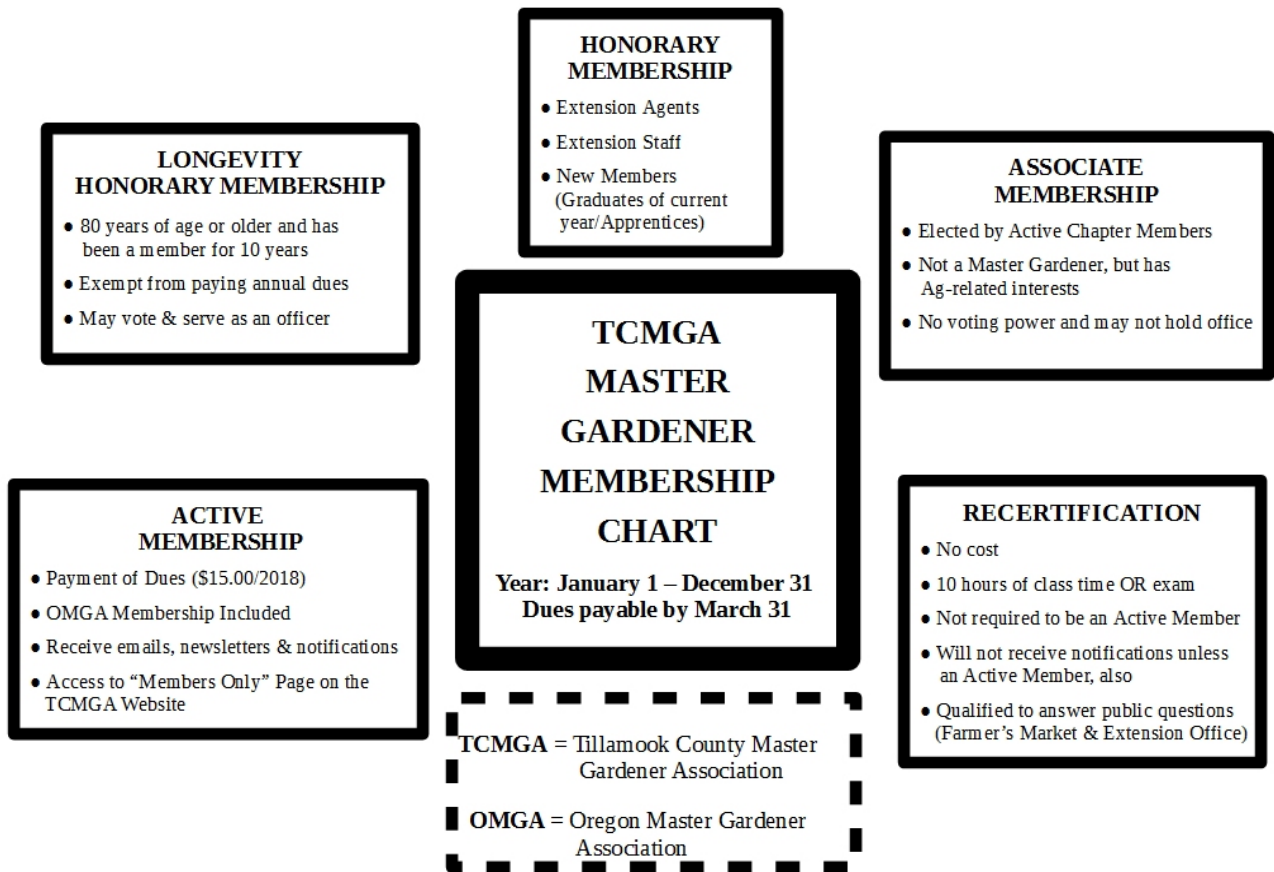 HONORARY
MEMBERSHIP
● Extension Agents
● Extension Staff
● New Members
(Graduates of current
year/Apprentices)
LONGEVITY
HONORARY MEMBERSHIP
● 80 years of age or older and has
been a member for 10 years
● Exempt from paying annual dues
● May vote & serve as an officer
ASSOCIATE
MEMBERSHIP
● Elected by Active Chapter Members
● Not a Master Gardener, but has
Ag-related interests
● No voting power and may not hold office
TCMGA
MASTER
GARDENER
MEMBERSHIP
CHART
Year: January 1 – December 31
Dues payable by March 31
ACTIVE
MEMBERSHIP
● Payment of Dues ($15.00/2018)
● OMGA Membership Included
● Receive emails, newsletters & notifications
● Access to “Members Only” Page on the
TCMGA Website
RECERTIFICATION
● No cost
● 10 hours of class time OR exam
● Not required to be an Active Member
● Will not receive notifications unless
an Active Member, also
● Qualified to answer public questions
(Farmer’s Market & Extension Office)
TCMGA = Tillamook County Master
Gardener Association
OMGA = Oregon Master Gardener
Association